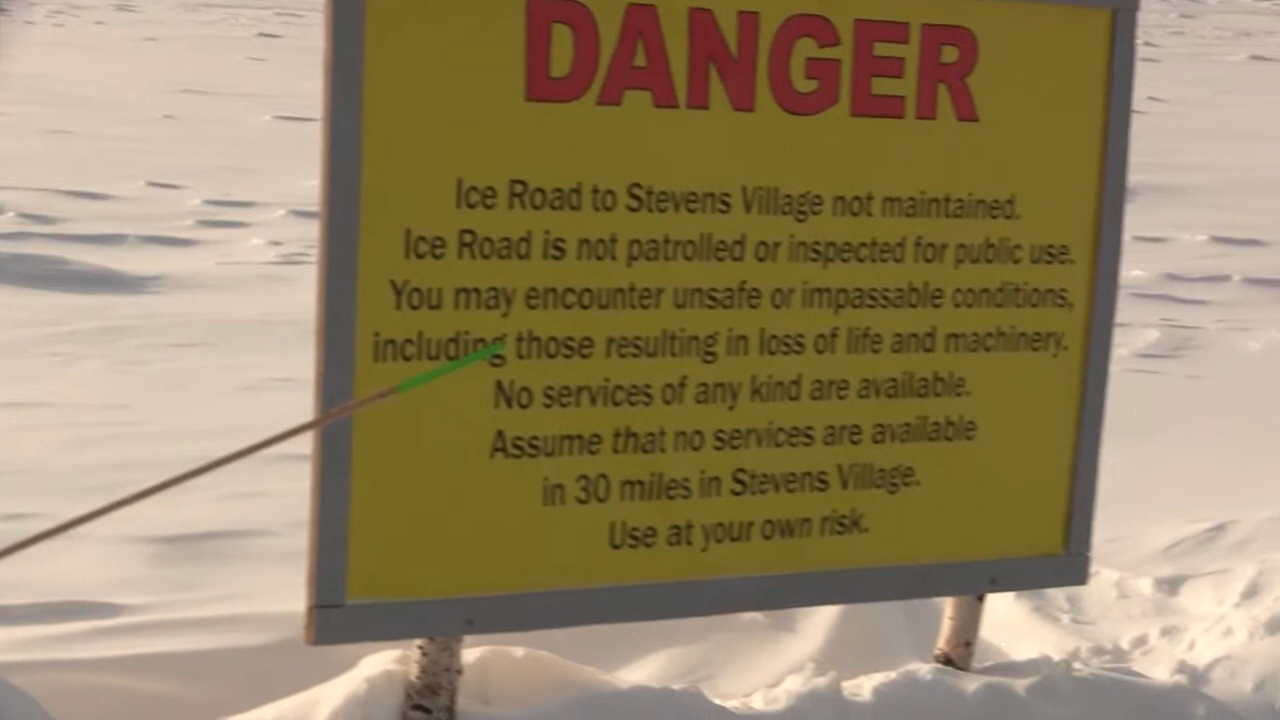 DANGER
Ice Road to Stevens Village not maintained.
Ice Road is not patrolled or inspected for public use.
You may encounter unsafe or impassable conditions,
including those resulting in loss of life and machinery.
No services of any kind are available.
Assume that no services are available
in 30 miles in Stevens Village.
Use at your own risk.